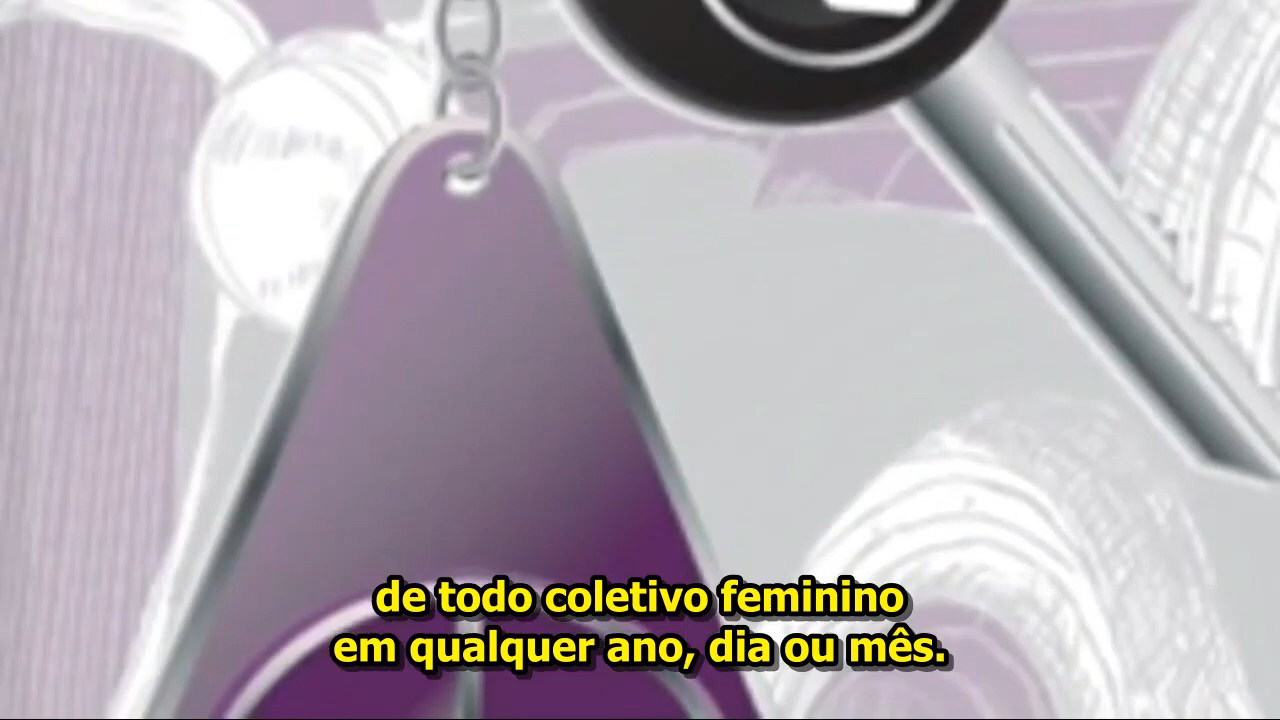 de todo coletivo feminino
em qualquer ano, dia ou mês.